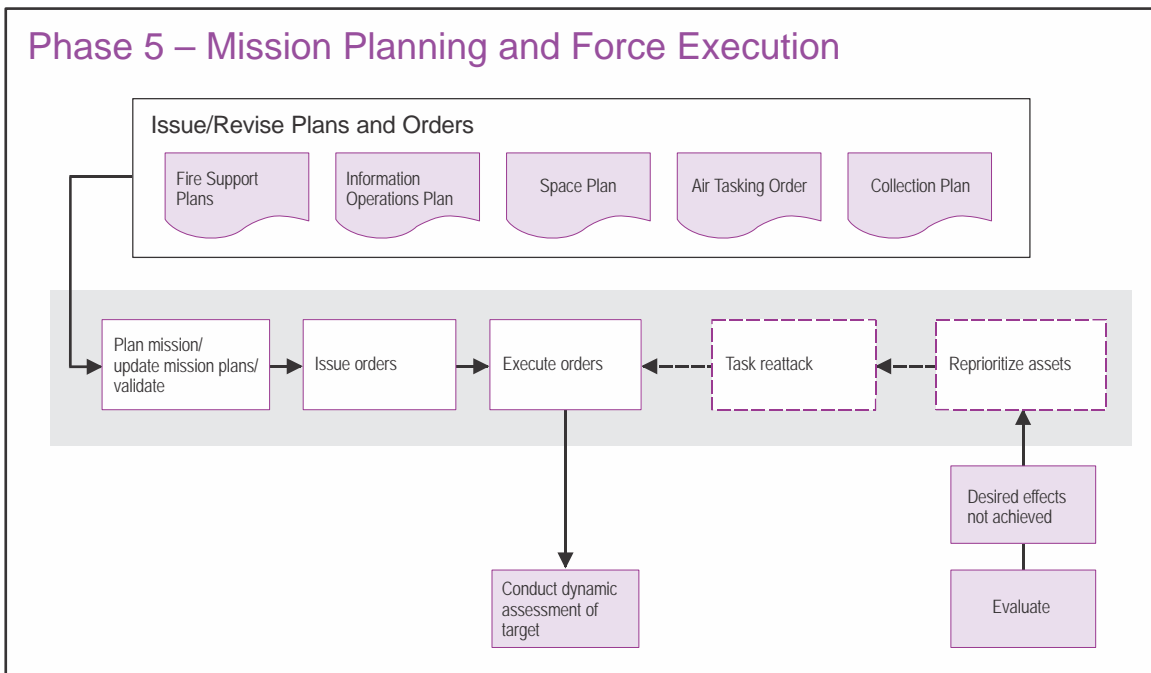 Phase 5 – Mission Planning and Force Execution
Issue/Revise Plans and Orders
Fire Support
Plans
Information
Operations Plan
Space Plan
Air Tasking Order
Collection Plan
Plan mission/
update mission plans/
validate
Issue orders
Execute orders
Task reattack
Reprioritize assets
Desired effects
not achieved
Conduct dynamic
assessment of
target
Evaluate